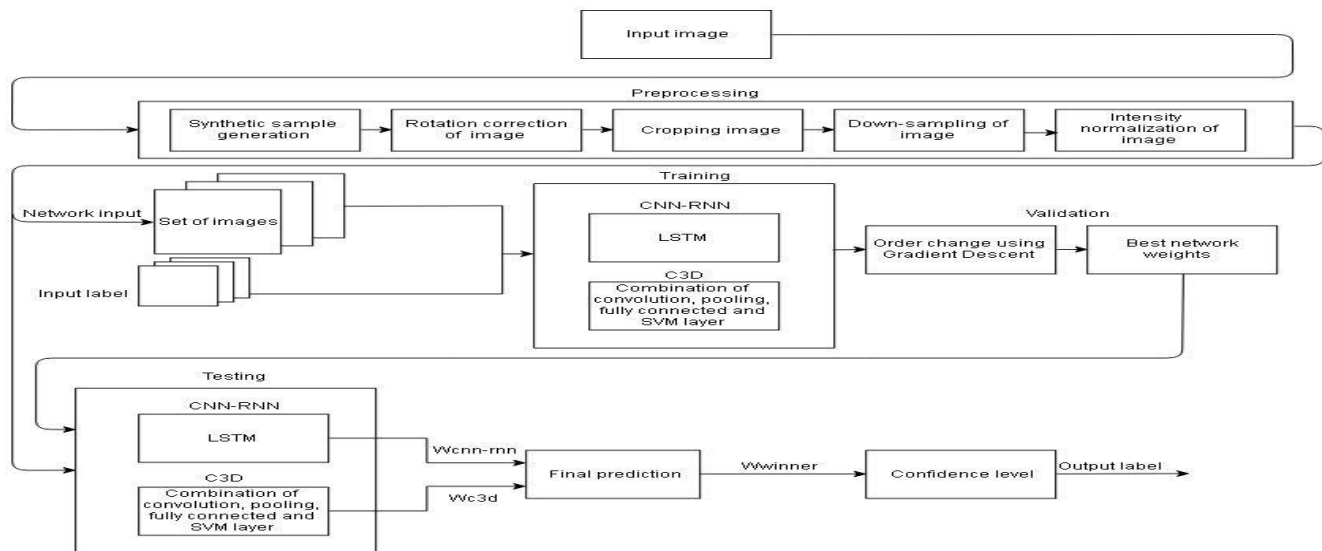 Input image
Preprocessing
Synthetic sample
generation
Rotation correction
of image
Cropping image
Down-sampling of
image
Intensity
normalization of
image
Training
Network input
Set of images
Input label
CNN-RNN
LSTM
C3D
Combination of
convolution, pooling,
fully connected and
SVM layer
Validation
Order change using
Gradient Descent
Best network
weights
Testing
CNN-RNN
LSTM
C3D
Combination of
convolution, pooling,
fully connected and
SVM layer
Wcnn-rnn
Wc3d
Final prediction
Wwinner
Confidence level
Output label